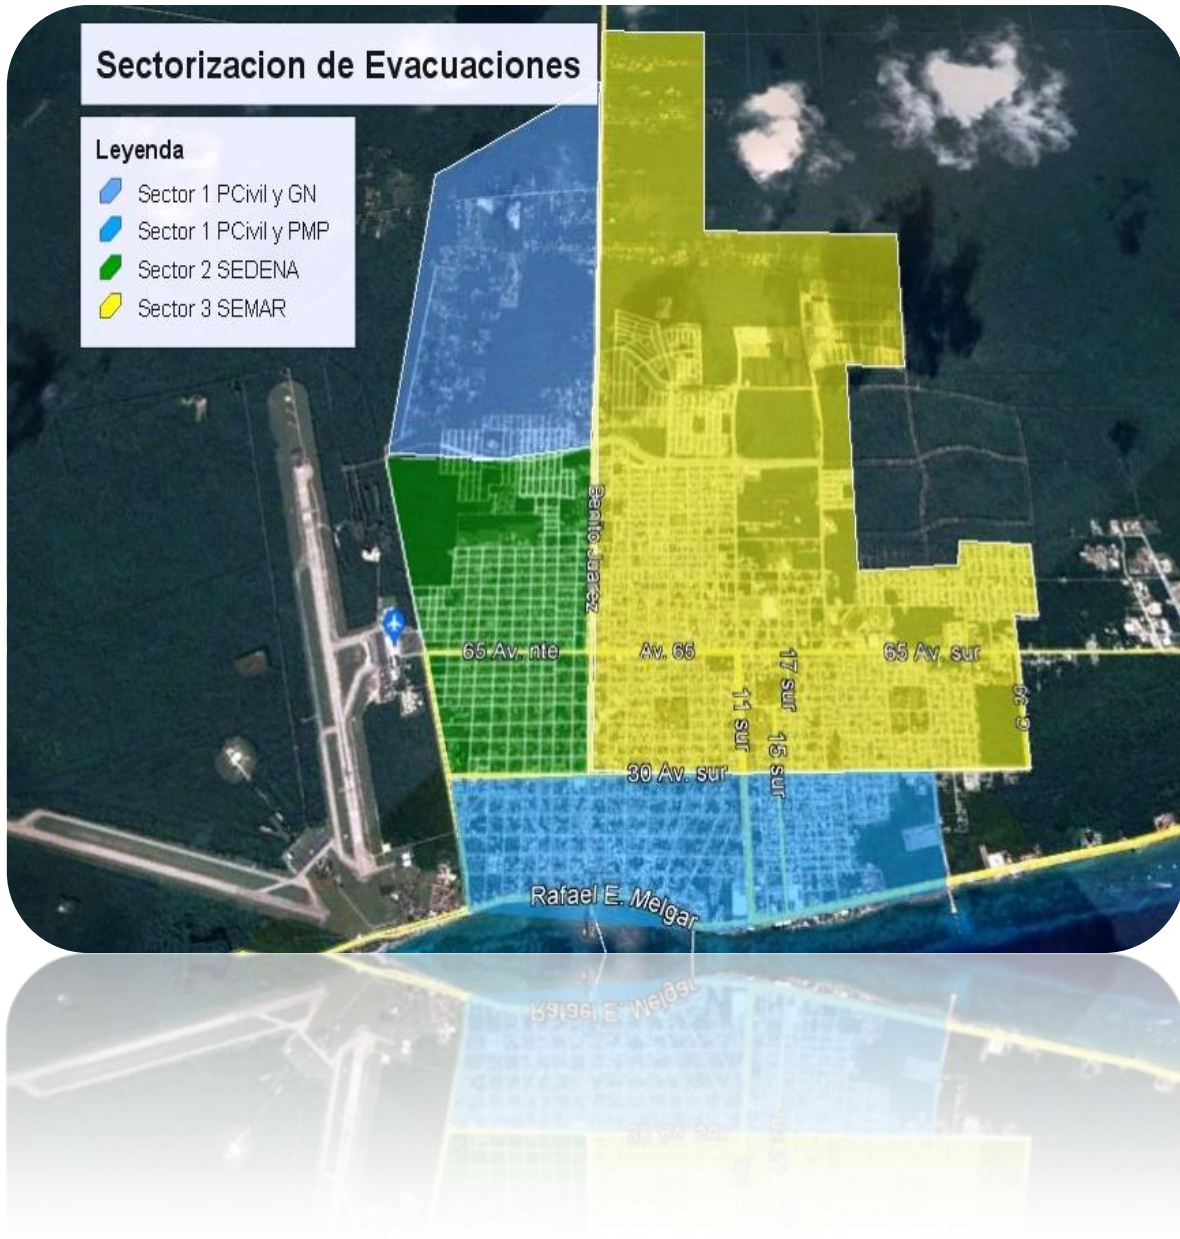 Sectorizacion de Evacuaciones
Leyenda
Sector 1 PCivil y GN
Sector 1 PCivil y PMP
Sector 2 SEDENA
Sector 3 SEMAR
Benito Juarez
65 Av. nte
Av. 65
65 Av. sur
17 sur
11 sur
15 sur
C. 99
30 Av. sur
Rafael E. Melgar